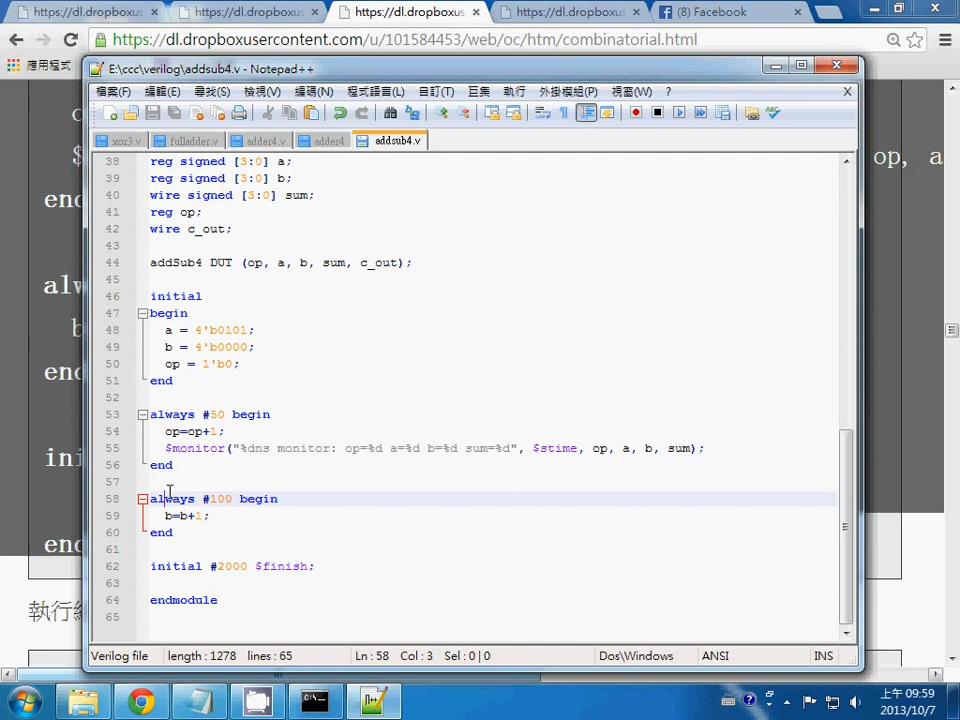 https://dl.dropboxus
https://dl.dropboxus
https://dl.dropboxus
https://dl.dropboxus
(8) Facebook
https://dl.dropboxusercontent.com/u/101584453/web/oc/htm/combinatorial.html
應用程式
E:\ccc\verilog\addsub4.v - Notepad++
檔案(F) 編輯(E) 尋找(S) 檢視(V) 編碼(N) 程式語言(L) 自訂(T) 巨集 執行 外掛模組(P) 視窗(W) ? X
xor3.v fulladder.v adder4.v adder4 addsub4.v
38 reg signed [3:0] a;
39 reg signed [3:0] b;
40 wire signed [3:0] sum;
41 reg op;
42 wire c_out;
43
44 addSub4 DUT (op, a, b, sum, c_out);
45
46 initial
47 begin
48 a = 4'b0101;
49 b = 4'b0000;
50 op = 1'b0;
51 end
52
53 always #50 begin
54 op=op+1;
55 $monitor("%dns monitor: op=%d a=%d b=%d sum=%d", $stime, op, a, b, sum);
56 end
57
58 always #100 begin
59 b=b+1;
60 end
61
62 initial #2000 $finish;
63
64 endmodule
65
Verilog file length : 1278 lines : 65 Ln : 58 Col : 3 Sel : 0 | 0 Dos\Windows ANSI INS
$ op, a
end
alw
b
end
ini
end
執行
上午 09:59
2013/10/7